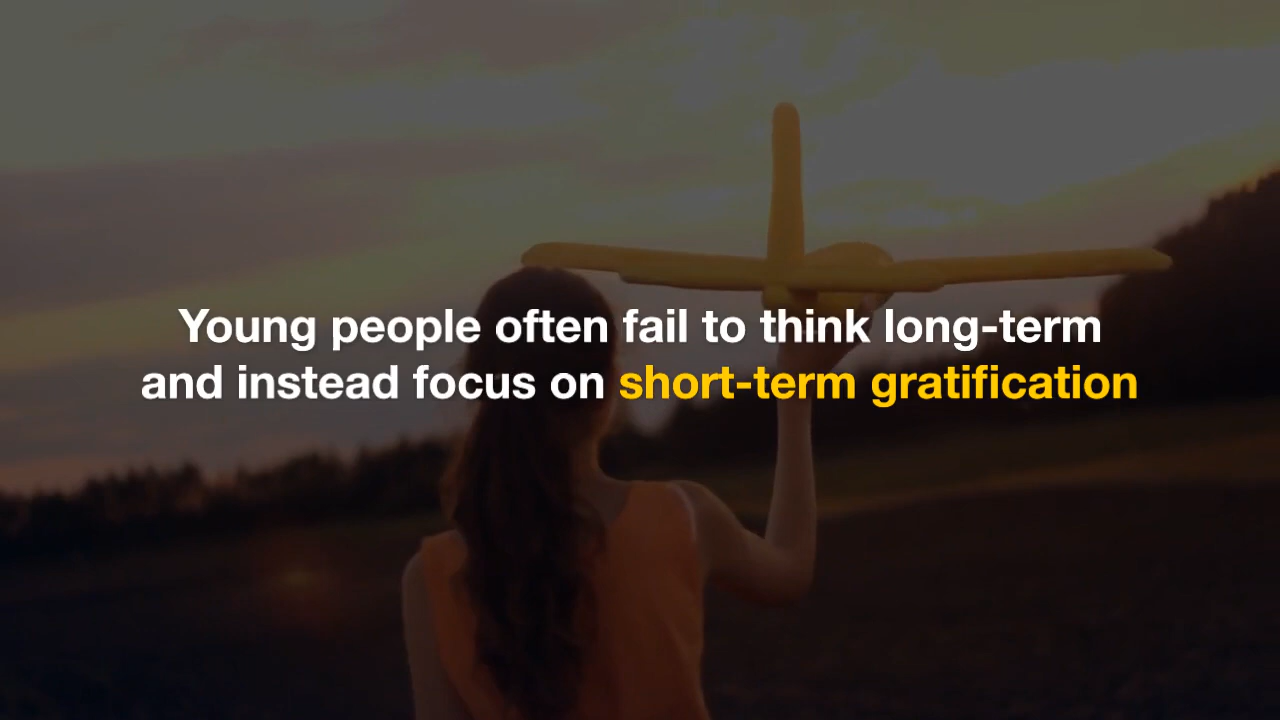 Young people often fail to think long-term
and instead focus on short-term gratification